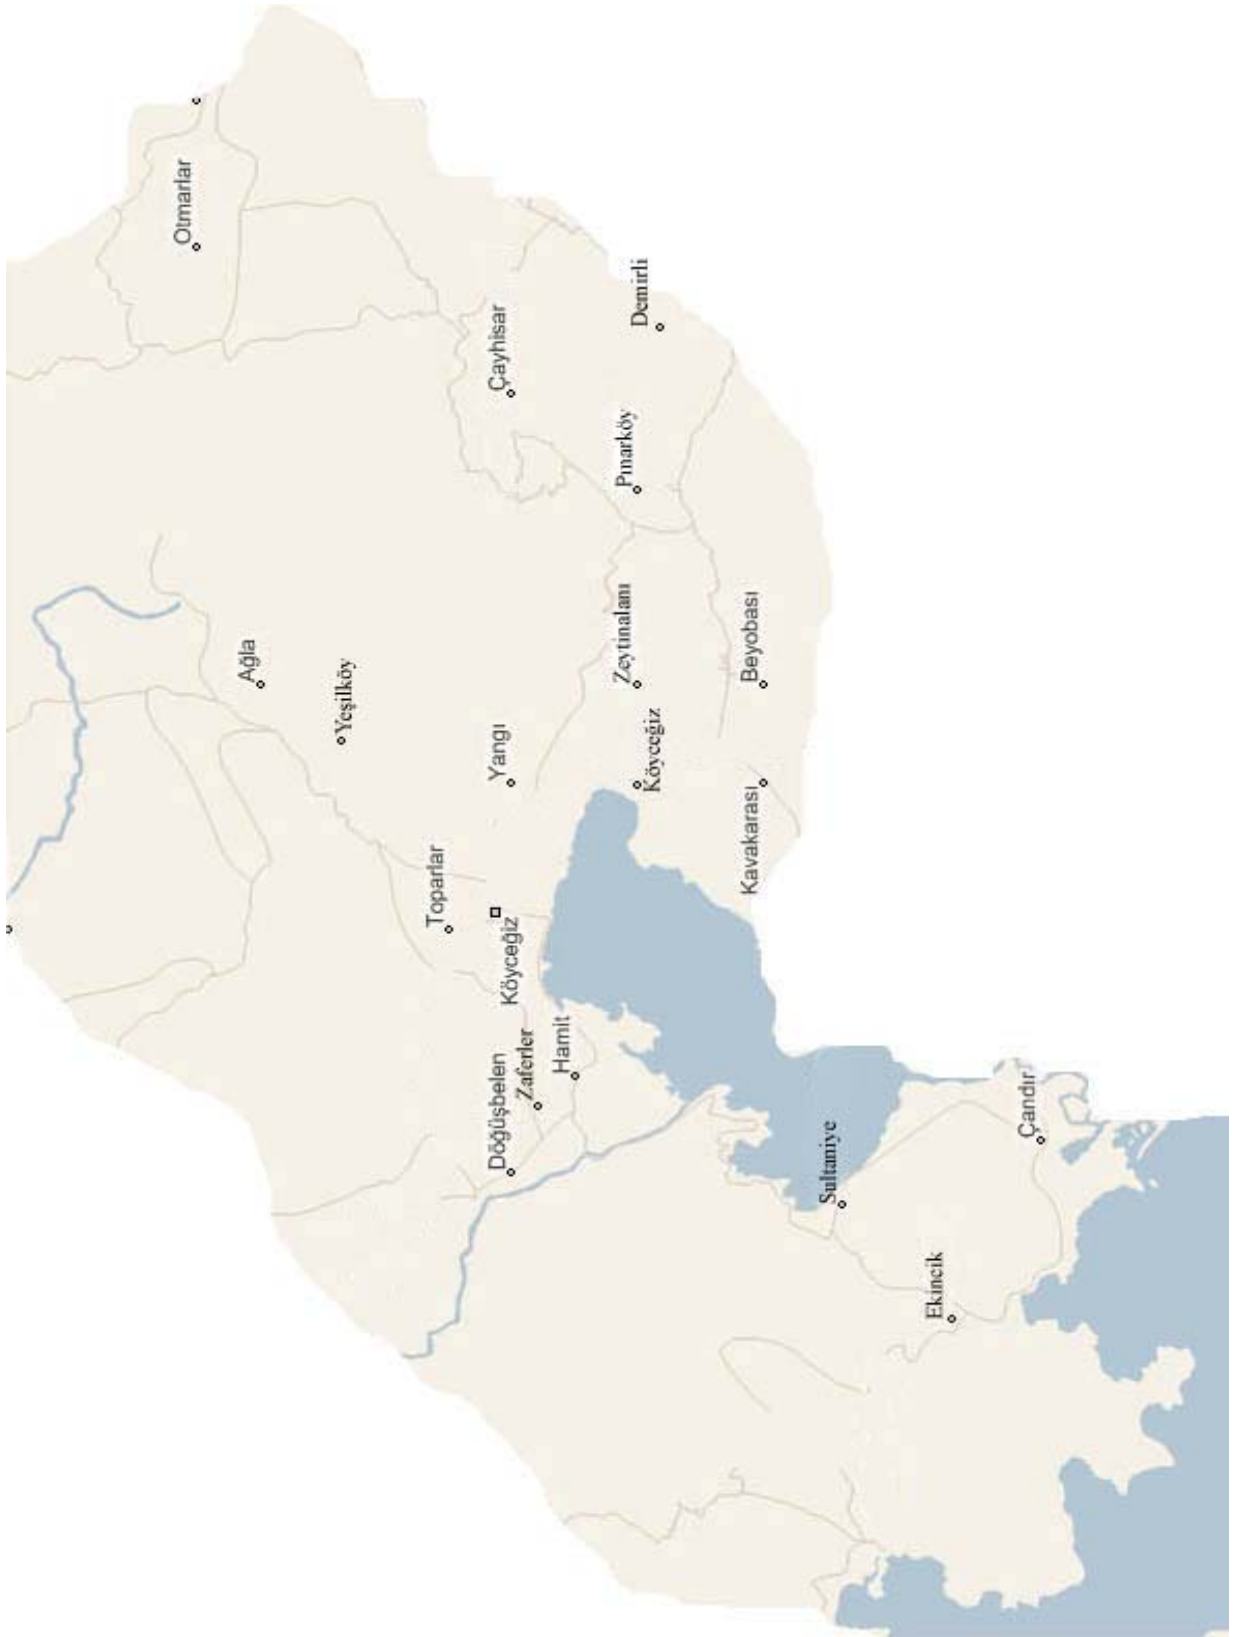 Otmarlar
Demirli
Çayhisar
Pınarköy
Ağla
Yeşilköy
Zeytinalanı
Beyobası
Yangı
Köyceğiz
Toparlar
Kavakarası
Köyceğiz
Hamit
Zaferler
Döğüşbelen
Çandır
Sultaniye
Ekincik